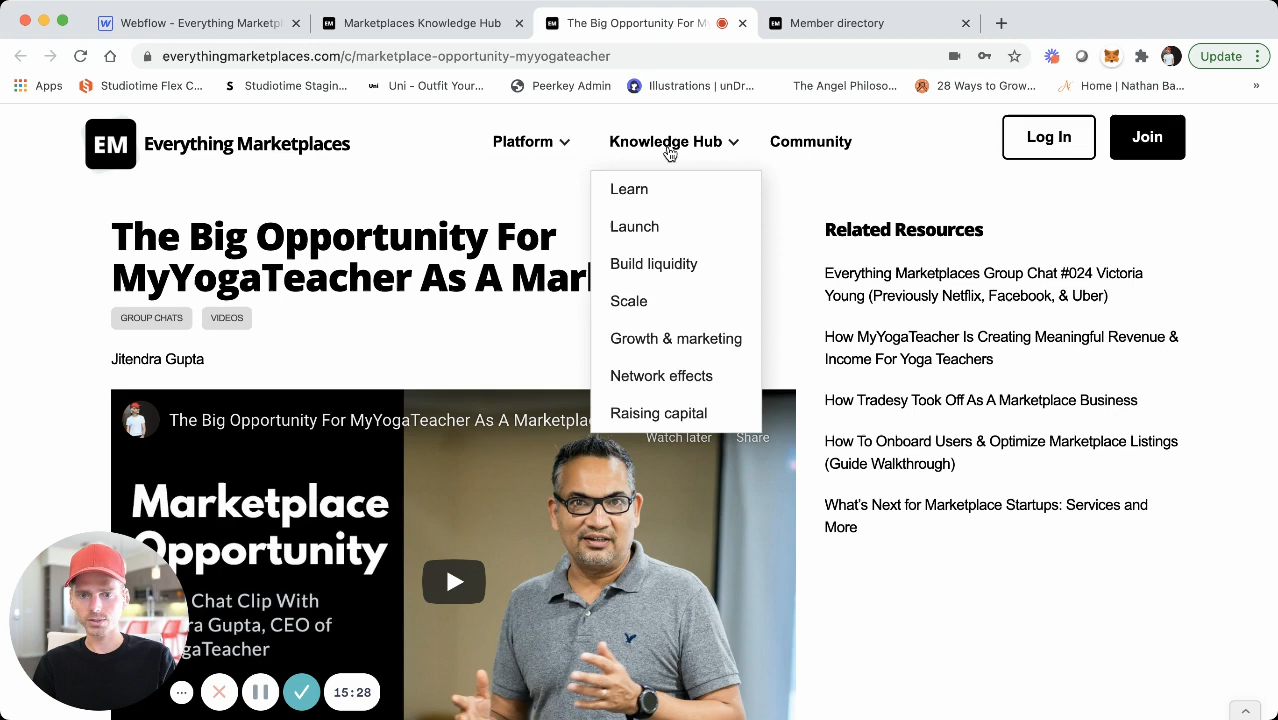 Webflow - Everything Marketpl
Marketplaces Knowledge Hub
The Big Opportunity For My
Member directory
everythingmarketplaces.com/c/marketplace-opportunity-myyogateacher
Update
Apps
Studiotime Flex C...
Studiotime Stagin...
Uni - Outfit Your...
Peerkey Admin
Illustrations | unDr...
The Angel Philoso...
28 Ways to Grow...
Home | Nathan Ba...
EM
Everything Marketplaces
Platform
Knowledge Hub
Community
Log In
Join
Learn
Launch
Build liquidity
Scale
Growth & marketing
Network effects
Raising capital
The Big Opportunity For
MyYogaTeacher As A Mark
GROUP CHATS
VIDEOS
Jitendra Gupta
The Big Opportunity For MyYogaTeacher As A Marketplace
Watch later
Share
Marketplace
Opportunity
Chat Clip With
ra Gupta, CEO of
gaTeacher
15:28
Related Resources
Everything Marketplaces Group Chat #024 Victoria
Young (Previously Netflix, Facebook, & Uber)
How MyYogaTeacher Is Creating Meaningful Revenue &
Income For Yoga Teachers
How Tradesy Took Off As A Marketplace Business
How To Onboard Users & Optimize Marketplace Listings
(Guide Walkthrough)
What's Next for Marketplace Startups: Services and
More